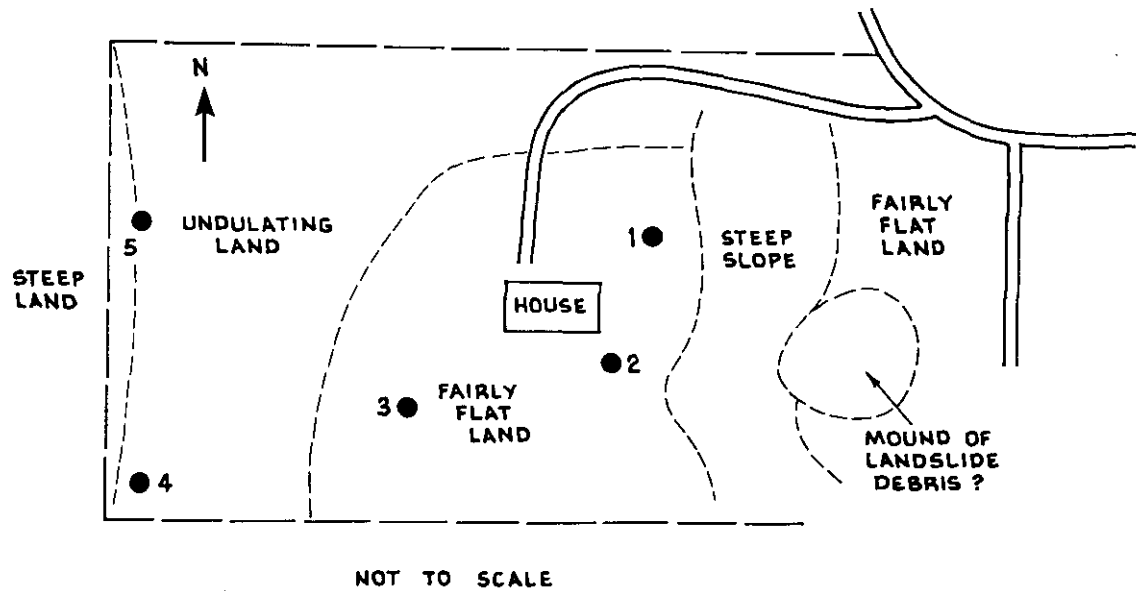 N
UNDULATING
LAND
5
STEEP
LAND
HOUSE
1
STEEP
SLOPE
FAIRLY
FLAT
LAND
2
3
FAIRLY
FLAT
LAND
4
MOUND OF
LANDSLIDE
DEBRIS ?
NOT TO SCALE